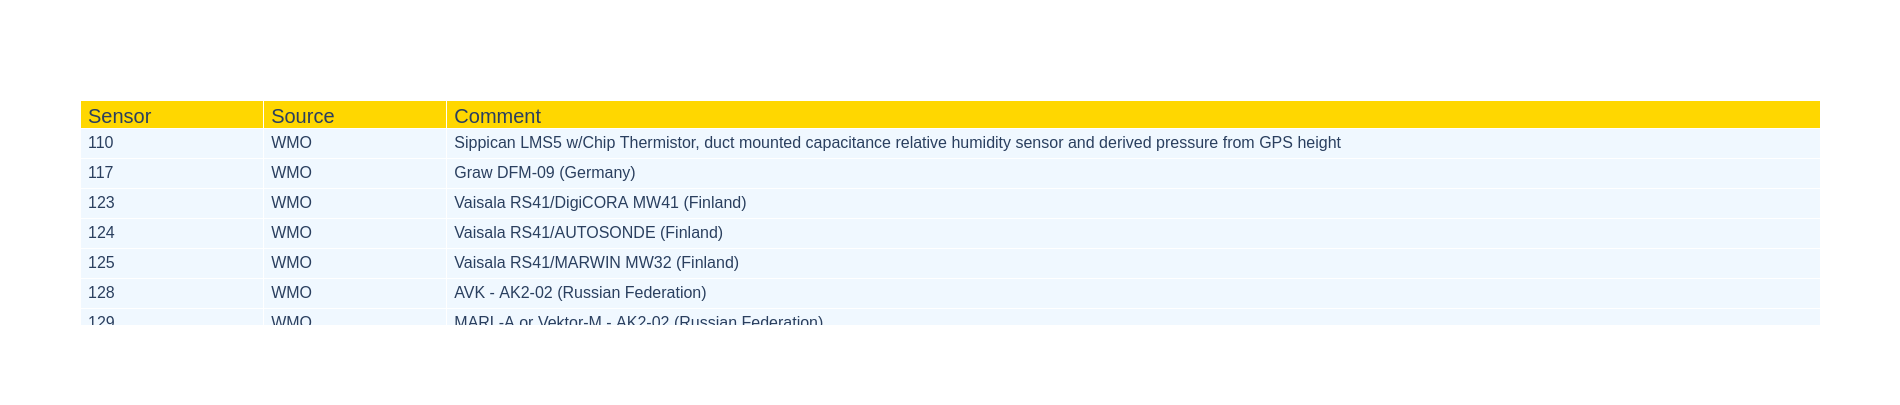 Sensor Source Comment
110 WMO Sippican LMS5 w/Chip Thermistor, duct mounted capacitance relative humidity sensor and derived pressure from GPS height
117 WMO Graw DFM-09 (Germany)
123 WMO Vaisala RS41/DigiCORA MW41 (Finland)
124 WMO Vaisala RS41/AUTOSONDE (Finland)
125 WMO Vaisala RS41/MARWIN MW32 (Finland)
128 WMO AVK - AK2-02 (Russian Federation)
129 WMO MARL-A or Vektor-M - AK2-02 (Russian Federation)